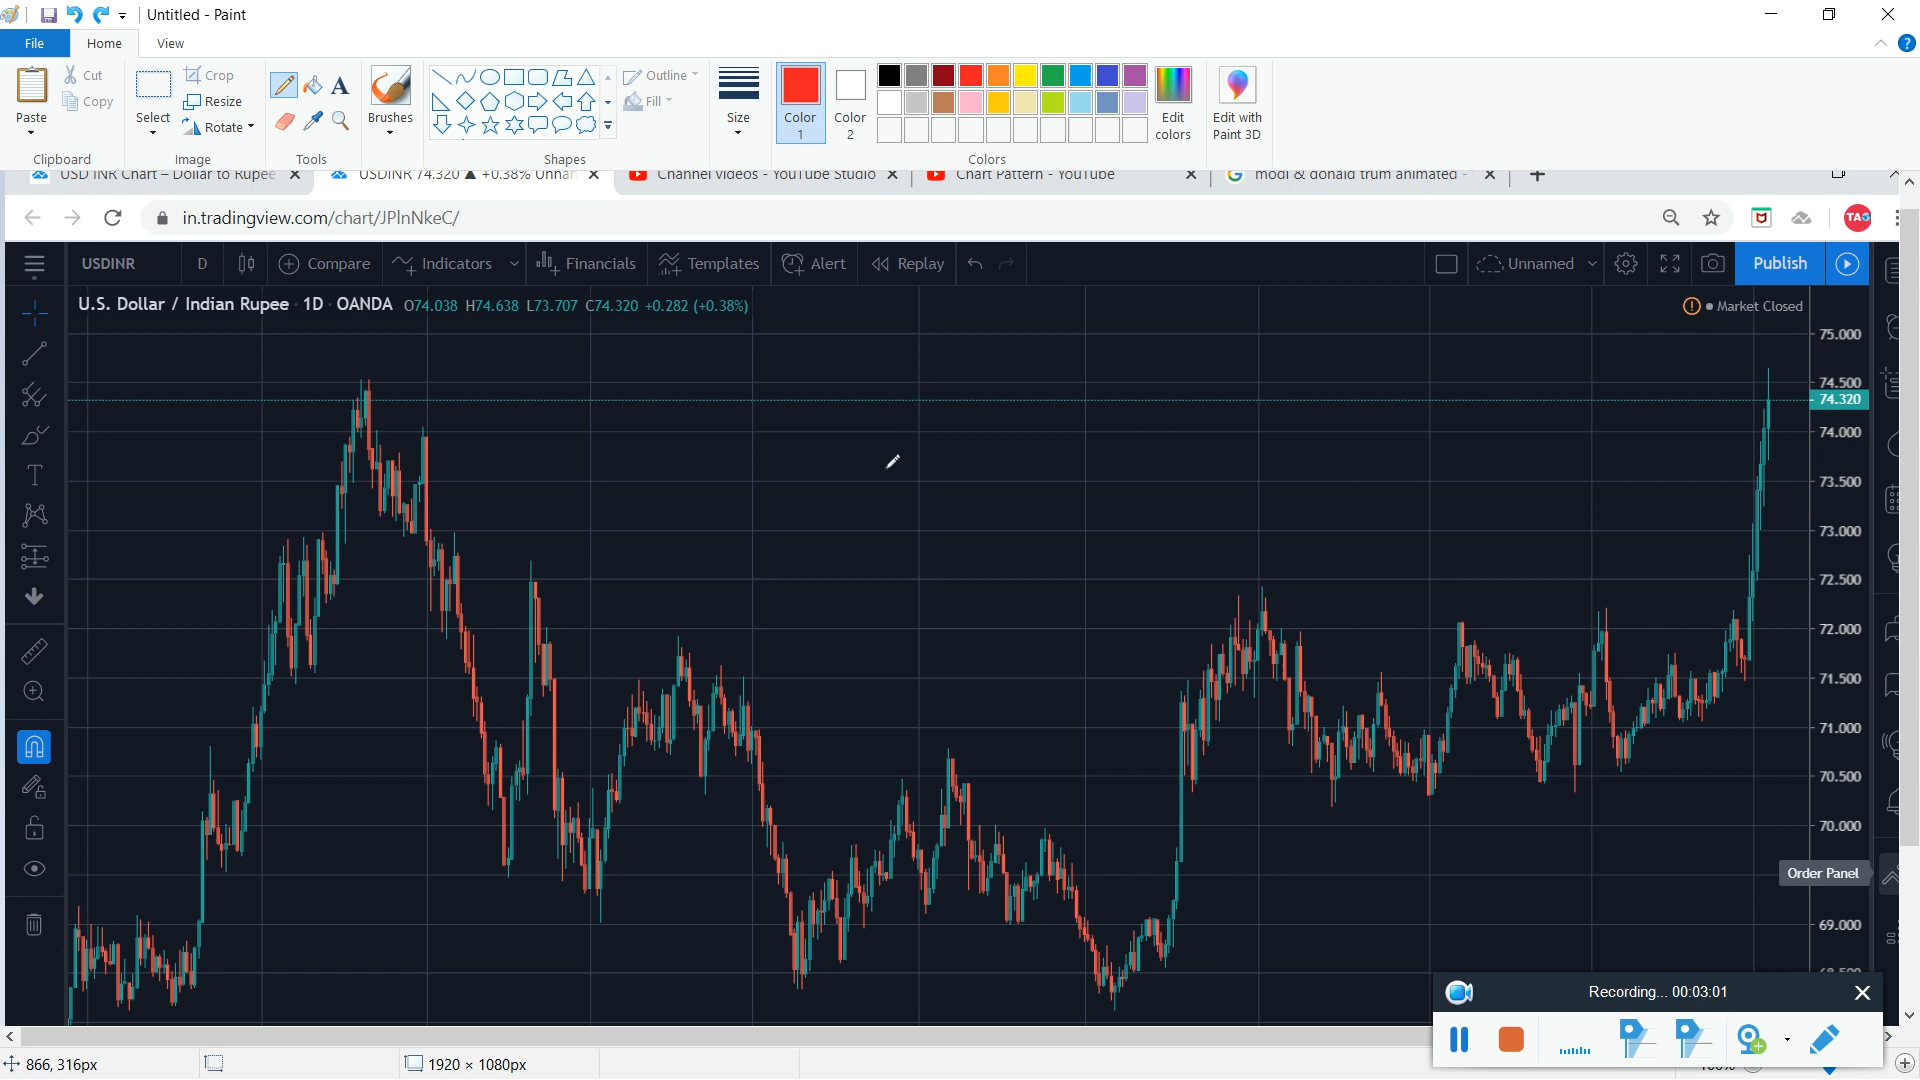 Untitled - Paint
File Home View
Paste
Cut
Copy
Clipboard
Select
Crop
Resize
Rotate
Image
Tools
Brushes
Shapes
Outline
Fill
Size
Color 1
Color 2
Edit colors
Colors
Edit with Paint 3D
USD INR Chart – Dollar to Rupee
USDINR 74.320 ▲ +0.38% Unnan
Channel videos - YouTube Studio
Chart Pattern - YouTube
modi & donald trum animated -
in.tradingview.com/chart/JPlnNkeC/
TAO
USDINR D Compare Indicators Financials Templates Alert Replay Unnamed Publish
U.S. Dollar / Indian Rupee · 1D · OANDA O74.038 H74.638 L73.707 C74.320 +0.282 (+0.38%)
Market Closed
75.000
74.500
74.320
74.000
73.500
73.000
72.500
72.000
71.500
71.000
70.500
70.000
Order Panel
69.000
Recording... 00:03:01
866, 316px
1920 × 1080px